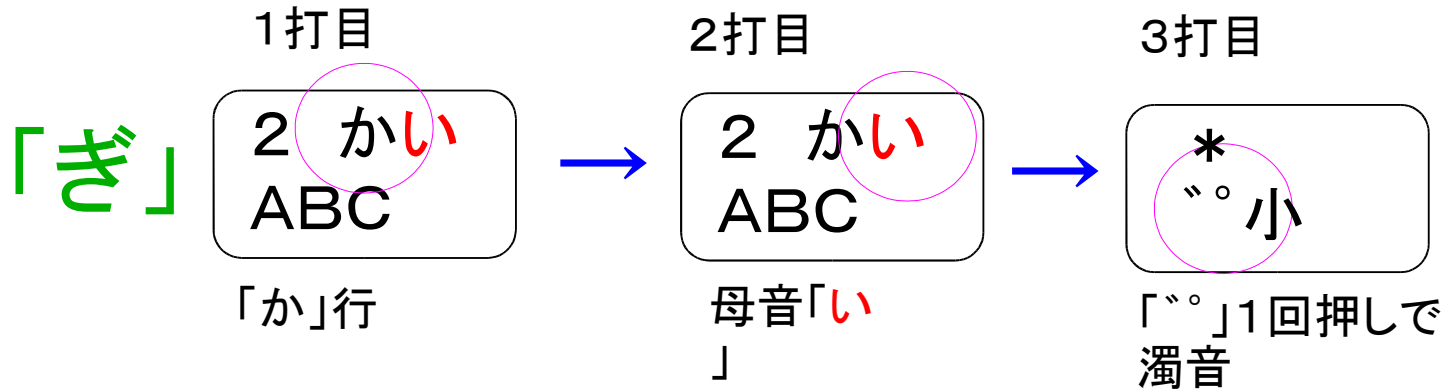 1打目
2打目
3打目
「ぎ」
2 かい
ABC
→
2 かい
ABC
→
*
゛゜小
「か」行
母音「い
」
「゛゜」1回押しで
濁音